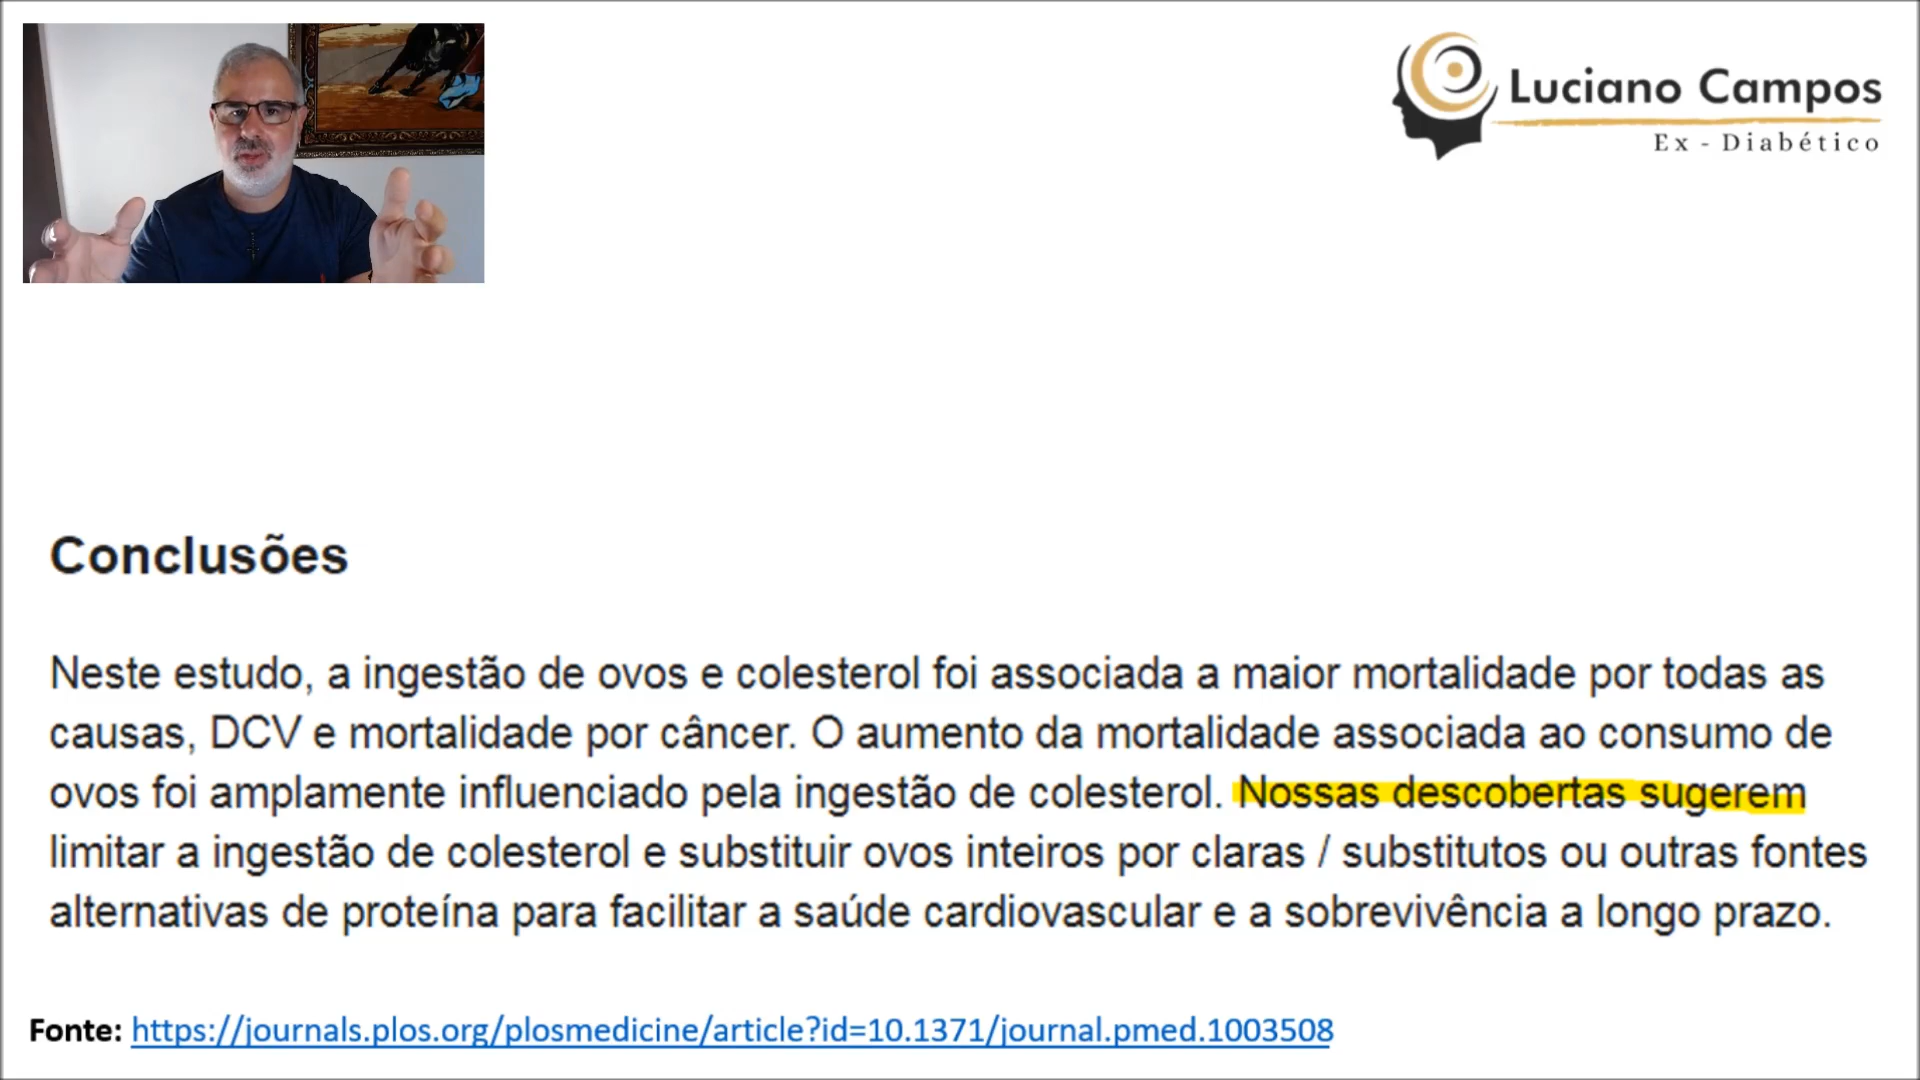 Luciano Campos
Ex - Diabético
Conclusões
Neste estudo, a ingestão de ovos e colesterol foi associada a maior mortalidade por todas as
causas, DCV e mortalidade por câncer. O aumento da mortalidade associada ao consumo de
ovos foi amplamente influenciado pela ingestão de colesterol. Nossas descobertas sugerem
limitar a ingestão de colesterol e substituir ovos inteiros por claras / substitutos ou outras fontes
alternativas de proteína para facilitar a saúde cardiovascular e a sobrevivência a longo prazo.
Fonte: https://journals.plos.org/plosmedicine/article?id=10.1371/journal.pmed.1003508